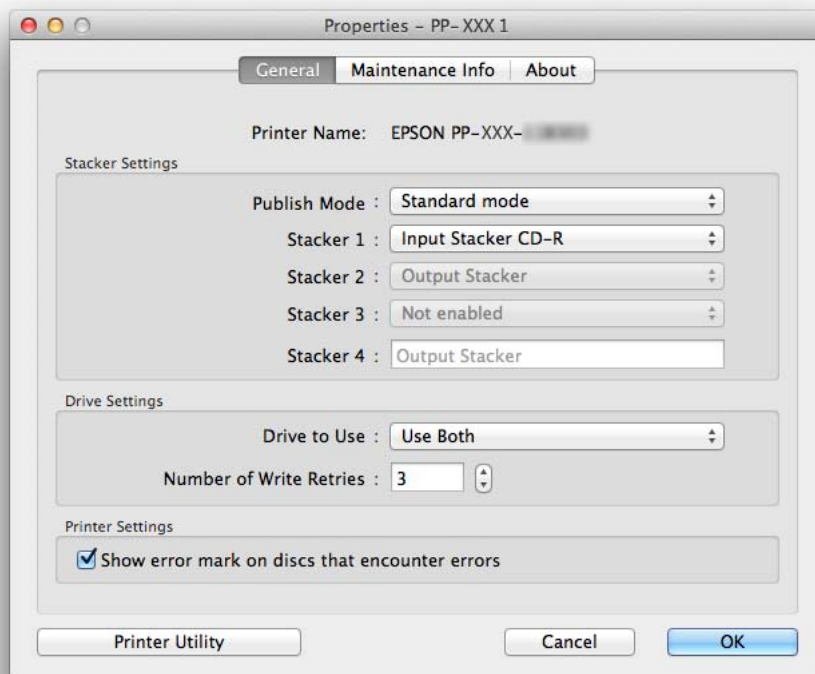 Properties – PP–XXX 1
General Maintenance Info About
Printer Name: EPSON PP–XXX–
Stacker Settings
Publish Mode : Standard mode
Stacker 1 : Input Stacker CD–R
Stacker 2 : Output Stacker
Stacker 3 : Not enabled
Stacker 4 : Output Stacker
Drive Settings
Drive to Use : Use Both
Number of Write Retries : 3
Printer Settings
Show error mark on discs that encounter errors
Printer Utility Cancel OK